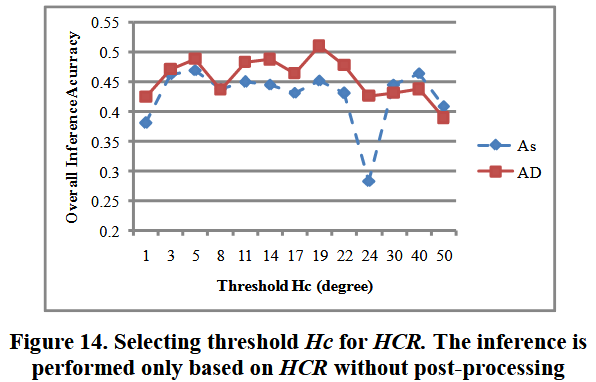 0.55
0.5
0.45
0.4
0.35
0.3
0.25
0.2
Overall InferenceAcurracy
1 3 5 8 11 14 17 19 22 24 30 40 50
Threshold Hc (degree)
As
AD
Figure 14. Selecting threshold Hc for HCR. The inference is
performed only based on HCR without post-processing